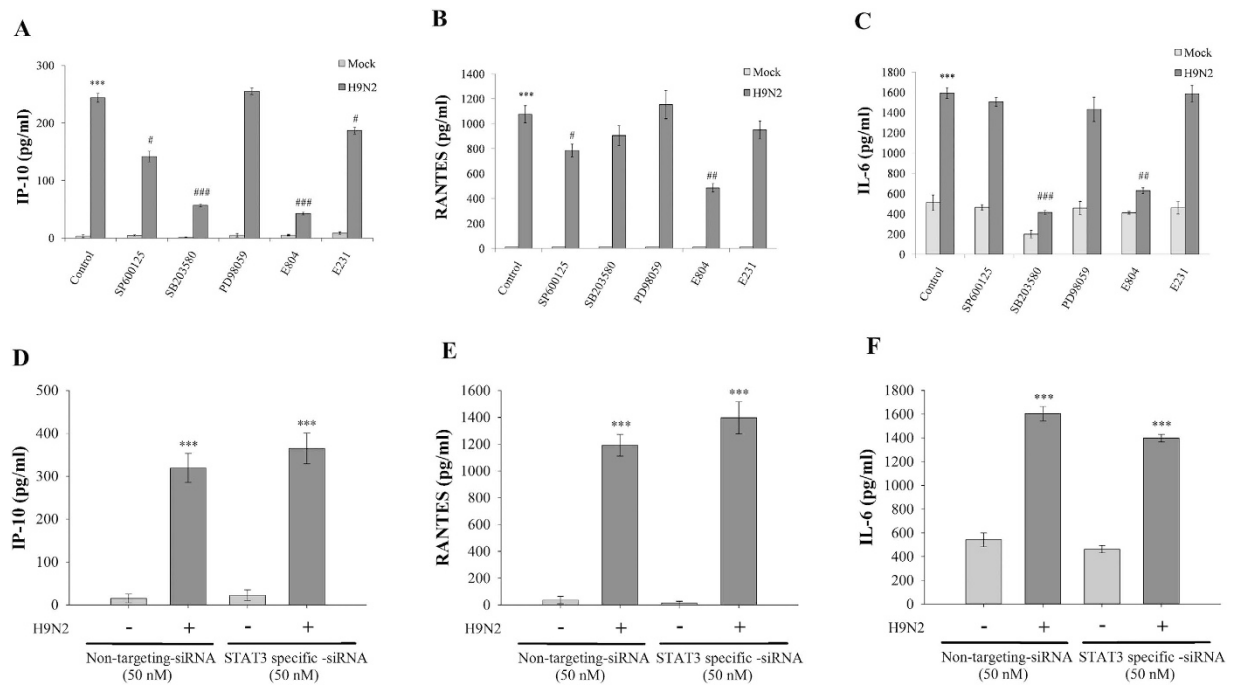 A
Mock
H9N2
IP-10 (pg/ml)
300
200
100
0
***
#
###
###
#
Control
SP600125
SB203580
PD98059
E804
E231
B
Mock
H9N2
RANTES (pg/ml)
1400
1200
1000
800
600
400
200
0
***
#
##
Control
SP600125
SB203580
PD98059
E804
E231
C
Mock
H9N2
IL-6 (pg/ml)
1800
1600
1400
1200
1000
800
600
400
200
0
***
###
##
Control
SP600125
SB203580
PD98059
E804
E231
D
IP-10 (pg/ml)
500
400
300
200
100
0
***
***
H9N2 - + - +
Non-targeting-siRNA STAT3 specific -siRNA
(50 nM) (50 nM)
E
RANTES (pg/ml)
1600
1400
1200
1000
800
600
400
200
0
***
***
H9N2 - + - +
Non-targeting-siRNA STAT3 specific -siRNA
(50 nM) (50 nM)
F
IL-6 (pg/ml)
1800
1600
1400
1200
1000
800
600
400
200
0
***
***
H9N2 - + - +
Non-targeting-siRNA STAT3 specific -siRNA
(50 nM) (50 nM)